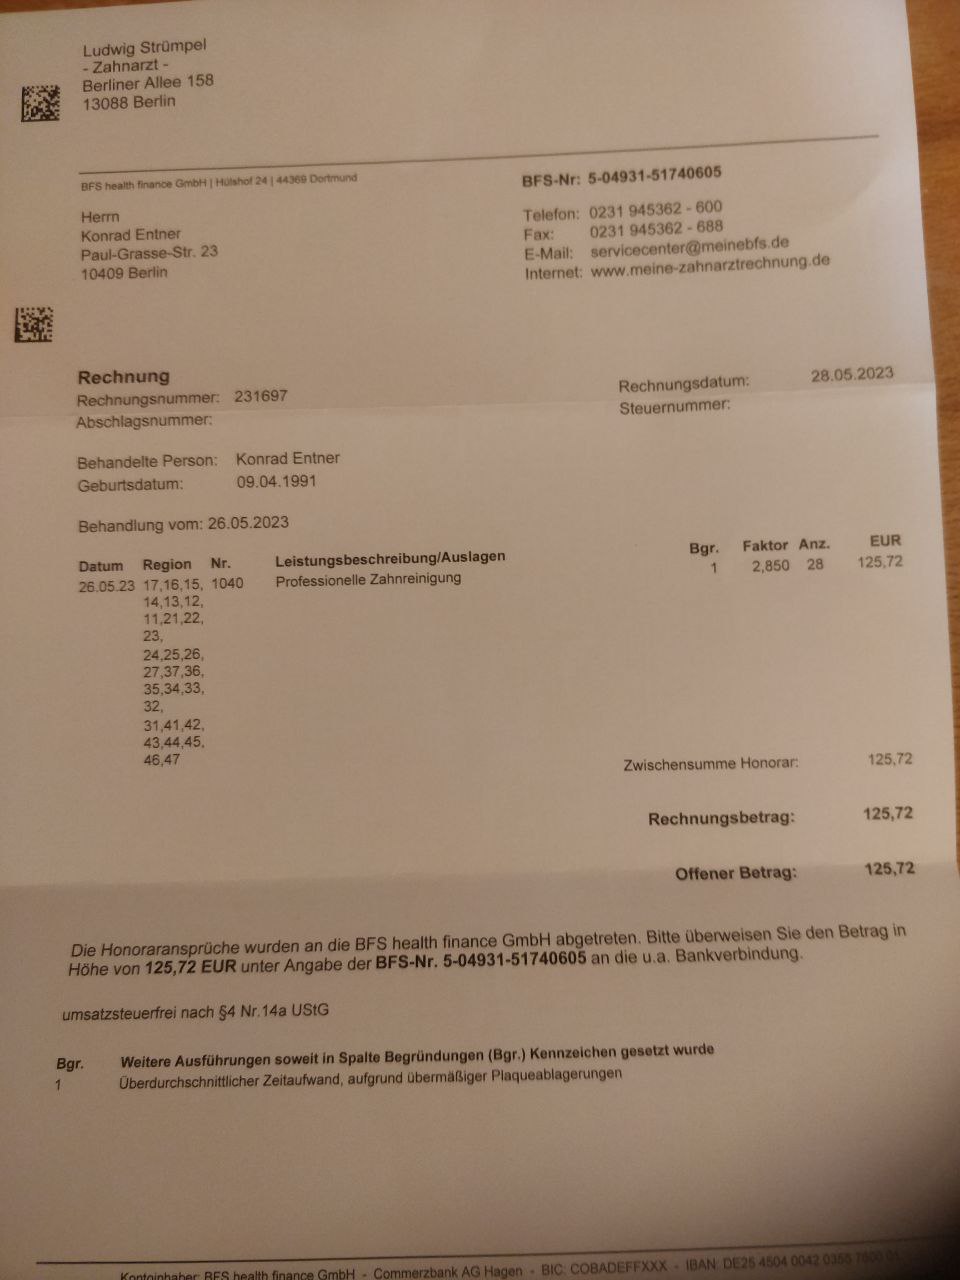 Ludwig Strümpel
- Zahnarzt -
Berliner Allee 158
13088 Berlin
BFS health finance GmbH | Hülshof 24 | 44369 Dortmund
BFS-Nr: 5-04931-51740605
Herrn
Konrad Entner
Paul-Grasse-Str. 23
10409 Berlin
Telefon: 0231 945362 - 600
Fax: 0231 945362 - 688
E-Mail: servicecenter@meinebfs.de
Internet: www.meine-zahnarztrechnung.de
Rechnung
Rechnungsnummer: 231697
Abschlagsnummer:
Rechnungsdatum: 28.05.2023
Steuernummer:
Behandelte Person: Konrad Entner
Geburtsdatum: 09.04.1991
Behandlung vom: 26.05.2023
Datum Region Nr. Leistungsbeschreibung/Auslagen Bgr. Faktor Anz. EUR
26.05.23 17,16,15, 1040 Professionelle Zahnreinigung 1 2,850 28 125,72
14,13,12,
11,21,22,
23,
24,25,26,
27,37,36,
35,34,33,
32,
31,41,42,
43,44,45,
46,47
Zwischensumme Honorar: 125,72
Rechnungsbetrag: 125,72
Offener Betrag: 125,72
Die Honoraransprüche wurden an die BFS health finance GmbH abgetreten. Bitte überweisen Sie den Betrag in
Höhe von 125,72 EUR unter Angabe der BFS-Nr. 5-04931-51740605 an die u.a. Bankverbindung.
umsatzsteuerfrei nach §4 Nr.14a UStG
Bgr. Weitere Ausführungen soweit in Spalte Begründungen (Bgr.) Kennzeichen gesetzt wurde
1 Überdurchschnittlicher Zeitaufwand, aufgrund übermäßiger Plaqueablagerungen
Kontoinhaber: BFS health finance GmbH - Commerzbank AG Hagen - BIC: COBADEFFXXX - IBAN: DE25 4504 0042 0355